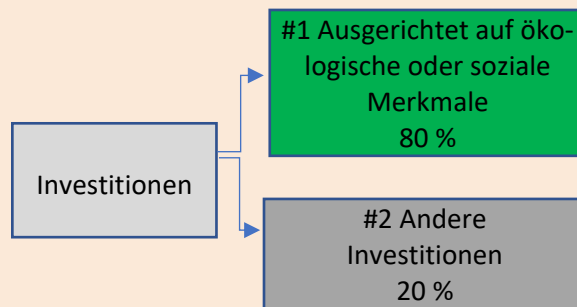 #1 Ausgerichtet auf öko-
logische oder soziale
Merkmale
80 %
Investitionen
#2 Andere
Investitionen
20 %